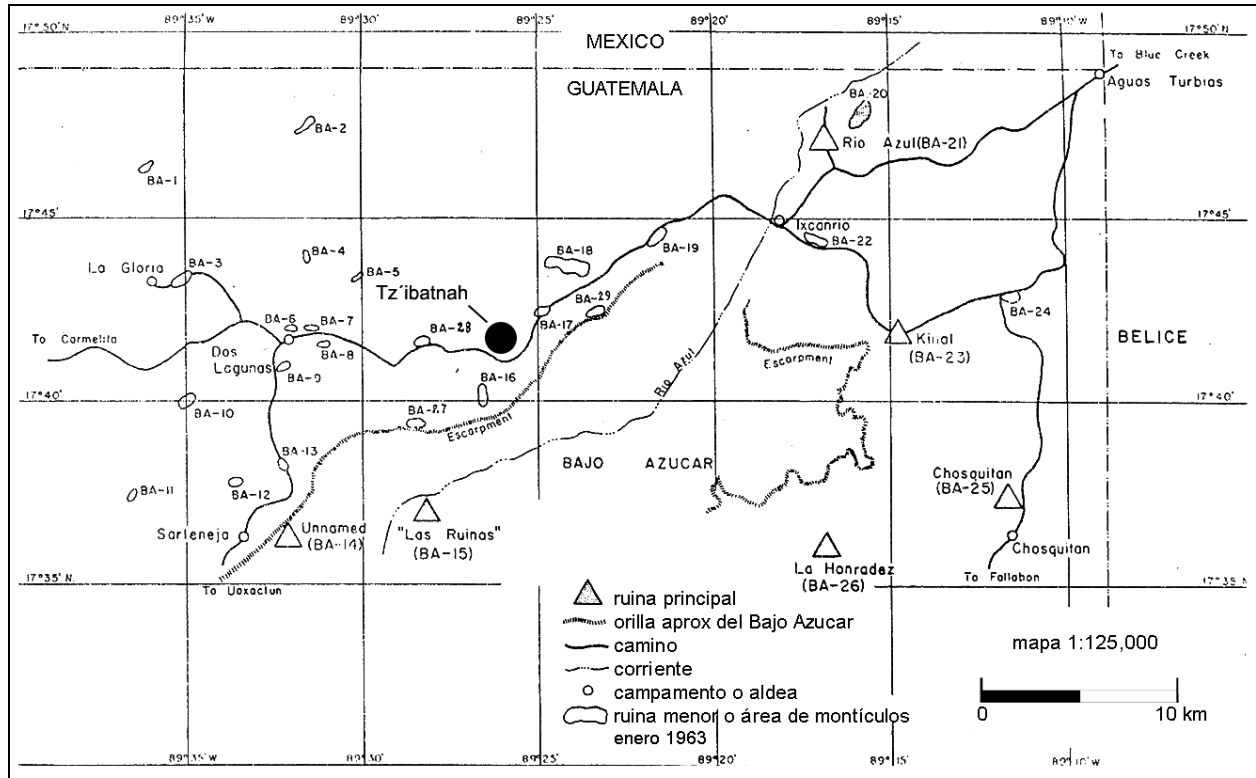 89°35'
89°25'
89°20'
89°15'
89°10' W
17°50' N
17°50' N
MEXICO
GUATEMALA
To Blue Creek
Aguas Turbias
BA-20
BA-2
Rio Azul (BA-21)
BA-1
17°45'
17°45'
Ixcanrio
BA-22
BA-19
BA-18
BA-4
BA-3
La Gloria
BA-5
Tz´ibatnah
BA-29
BA-24
BA-17
BA-6
BA-7
BA-28
Kinal
(BA-23)
BELICE
To Carmelita
Dos
Lagunas
BA-8
BA-9
Escarpment
Rio Azul
BA-16
17°40'
17°40'
BA-10
BA-27
Escarpment
BAJO AZUCAR
BA-13
BA-11
BA-12
Chosquitan
(BA-25)
Sarteneja
Unnamed
(BA-14)
"Las Ruinas"
(BA-15)
Chosquitan
La Honradez
(BA-26)
17°35' N.
17°35' N
To Uaxactun
To Fallabon
ruina principal
orilla aprox del Bajo Azucar
camino
corriente
campamento o aldea
ruina menor o área de montículos
enero 1963
mapa 1:125,000
0 10 km
89°35' W
89°30'
89°25'
89°20'
89°15'
89°10' W